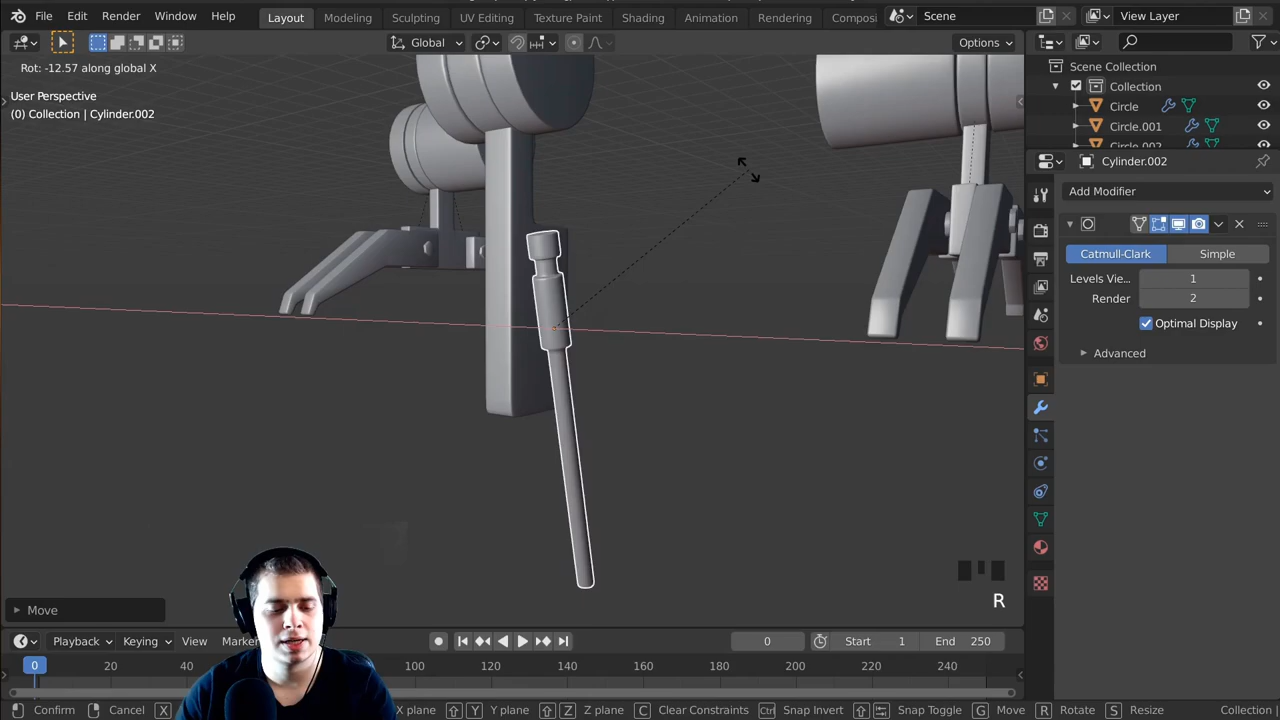 File Edit Render Window Help Layout Modeling Sculpting UV Editing Texture Paint Shading Animation Rendering Scene View Layer
Global Options
Rot: -12.57 along global X
User Perspective
(0) Collection | Cylinder.002
Scene Collection
Collection
Circle
Circle.001
Cylinder.002
Add Modifier
Catmull-Clark Simple
Levels Vie... 1
Render 2
Optimal Display
Advanced
R
Move
Playback Keying View 0 Start 1 End 250
0 20 40 100 120 140 160 180 200 220 240
Confirm Cancel X X plane Y Y plane Z Z plane C Clear Constraints Ctrl Snap Invert Snap Toggle G Move R Rotate S Resize